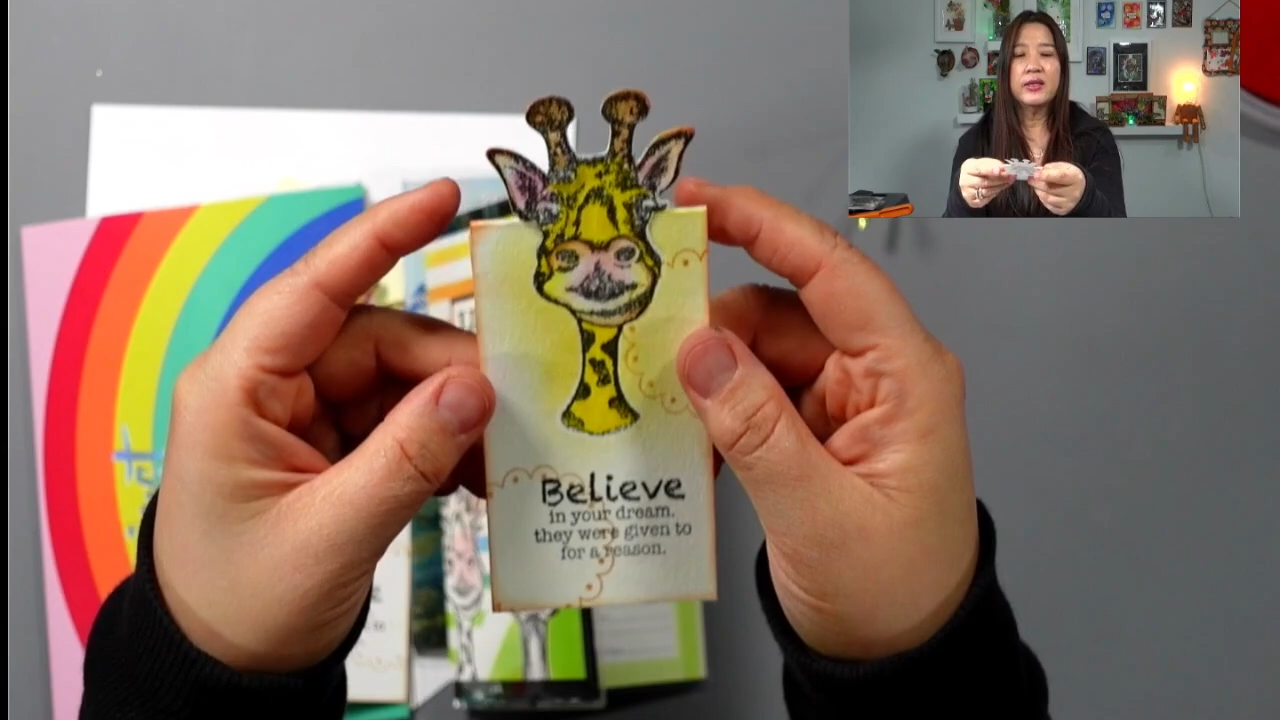 Believe
in your dream.
they were given to
for a reason.